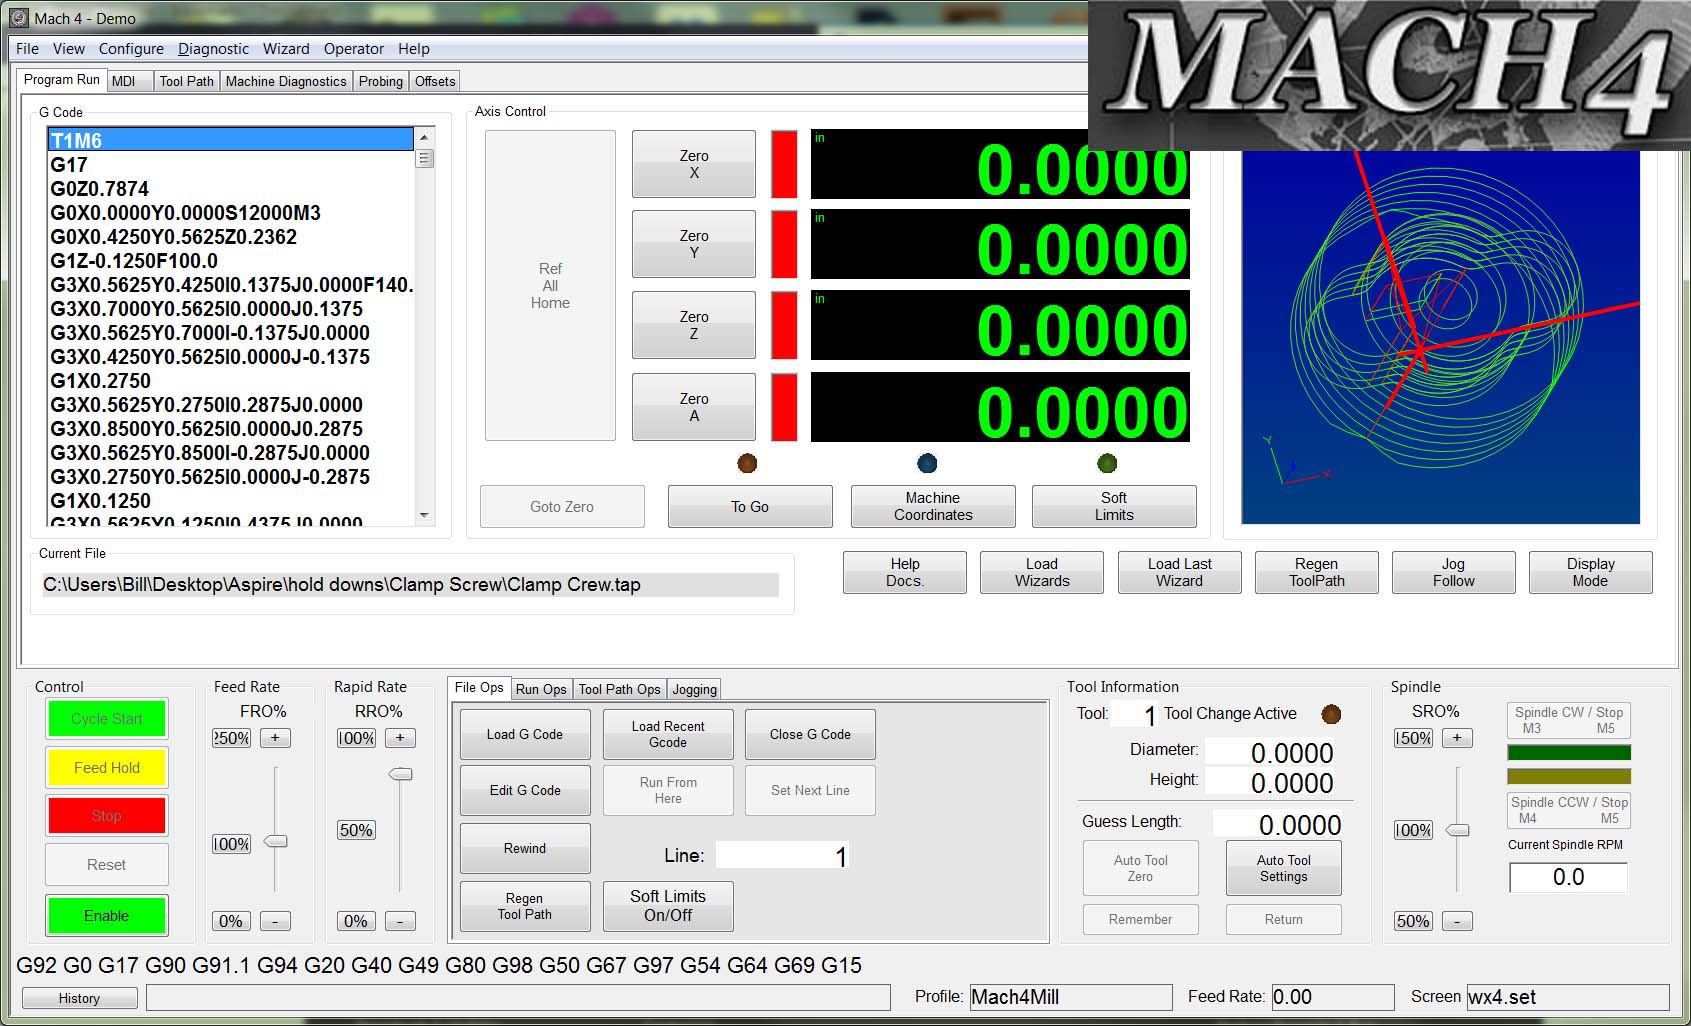 Mach 4 - Demo
MACH4
File View Configure Diagnostic Wizard Operator Help
Program Run MDI Tool Path Machine Diagnostics Probing Offsets
G Code
T1M6
G17
G0Z0.7874
G0X0.0000Y0.0000S12000M3
G0X0.4250Y0.5625Z0.2362
G1Z-0.1250F100.0
G3X0.5625Y0.4250I0.1375J0.0000F140.
G3X0.7000Y0.5625I0.0000J0.1375
G3X0.5625Y0.7000I-0.1375J0.0000
G3X0.4250Y0.5625I0.0000J-0.1375
G1X0.2750
G3X0.5625Y0.2750I0.2875J0.0000
G3X0.8500Y0.5625I0.0000J0.2875
G3X0.5625Y0.8500I-0.2875J0.0000
G3X0.2750Y0.5625I0.0000J-0.2875
G1X0.1250
G3X0.5625Y0.1250I0.4375J0.0000
Axis Control
Ref
All
Home
Zero
X
in
0.0000
Zero
Y
in
0.0000
Zero
Z
in
0.0000
Zero
A
0.0000
Goto Zero
To Go
Machine
Coordinates
Soft
Limits
Y
X
Current File
C:\Users\Bill\Desktop\Aspire\hold downs\Clamp Screw\Clamp Crew.tap
Help
Docs.
Load
Wizards
Load Last
Wizard
Regen
ToolPath
Jog
Follow
Display
Mode
Control
Cycle Start
Feed Hold
Stop
Reset
Enable
Feed Rate
FRO%
250% +
100%
0% -
Rapid Rate
RRO%
100% +
50%
0% -
File Ops Run Ops Tool Path Ops Jogging
Load G Code
Load Recent
Gcode
Close G Code
Edit G Code
Run From
Here
Set Next Line
Rewind
Line: 1
Regen
Tool Path
Soft Limits
On/Off
Tool Information
Tool: 1 Tool Change Active
Diameter: 0.0000
Height: 0.0000
Guess Length: 0.0000
Auto Tool
Zero
Auto Tool
Settings
Remember
Return
Spindle
SRO%
150% +
100%
50% -
Spindle CW / Stop
M3 M5
Spindle CCW / Stop
M4 M5
Current Spindle RPM
0.0
G92 G0 G17 G90 G91.1 G94 G20 G40 G49 G80 G98 G50 G67 G97 G54 G64 G69 G15
History
Profile: Mach4Mill
Feed Rate: 0.00
Screen wx4.set